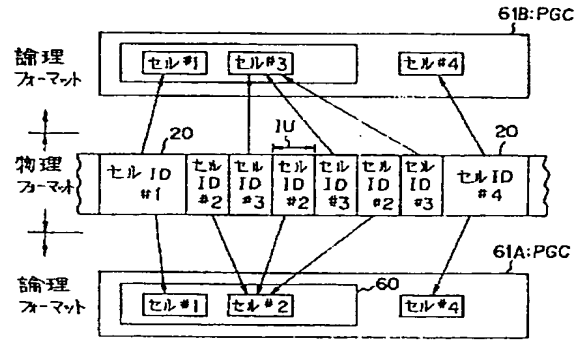 61B:PGC
論理
フォーマット
セル#1
セル#3
セル#4
20
IU
20
物理
フォーマット
セルID
#1
セル
ID
#2
セル
ID
#3
セル
ID
#2
セル
ID
#3
セル
ID
#2
セル
ID
#3
セルID
#4
61A:PGC
論理
フォーマット
60
セル#1
セル#2
セル#4